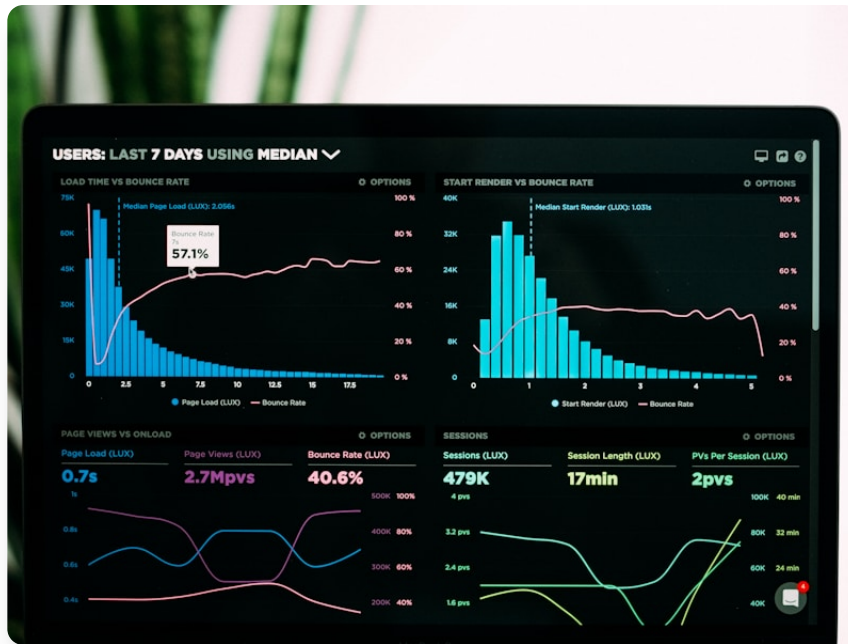 USERS: LAST 7 DAYS USING MEDIAN
LOAD TIME VS BOUNCE RATE
OPTIONS
75K
60K
45K
30K
15K
0
Median Page Load (LUX): 2.056s
Bounce Rate
7s
57.1%
100 %
80 %
60 %
40 %
20 %
0 %
0 2.5 5 7.5 10 12.5 15 17.5
Page Load (LUX) Bounce Rate
START RENDER VS BOUNCE RATE
OPTIONS
40K
32K
24K
16K
8K
0
Median Start Render (LUX): 1.031s
100 %
80 %
60 %
40 %
20 %
0 %
0 1 2 3 4 5
Start Render (LUX) Bounce Rate
PAGE VIEWS VS ONLOAD
OPTIONS
Page Load (LUX) Page Views (LUX) Bounce Rate (LUX)
0.7s 2.7Mpvs 40.6%
1s 500K 100%
0.8s 400K 80%
0.6s 300K 60%
0.4s 200K 40%
SESSIONS
OPTIONS
Sessions (LUX) Session Length (LUX) PVs Per Session (LUX)
479K 17min 2pvs
4 pvs 100K 40 min
3.2 pvs 80K 32 min
2.4 pvs 60K 24 min
1.6 pvs 40K
4